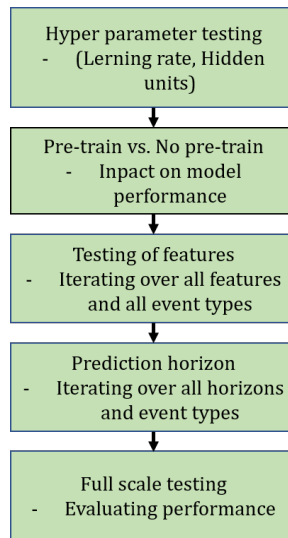 Hyper parameter testing
- (Lerning rate, Hidden
units)
Pre-train vs. No pre-train
- Inpact on model
performance
Testing of features
- Iterating over all features
and all event types
Prediction horizon
- Iterating over all horizons
and event types
Full scale testing
- Evaluating performance